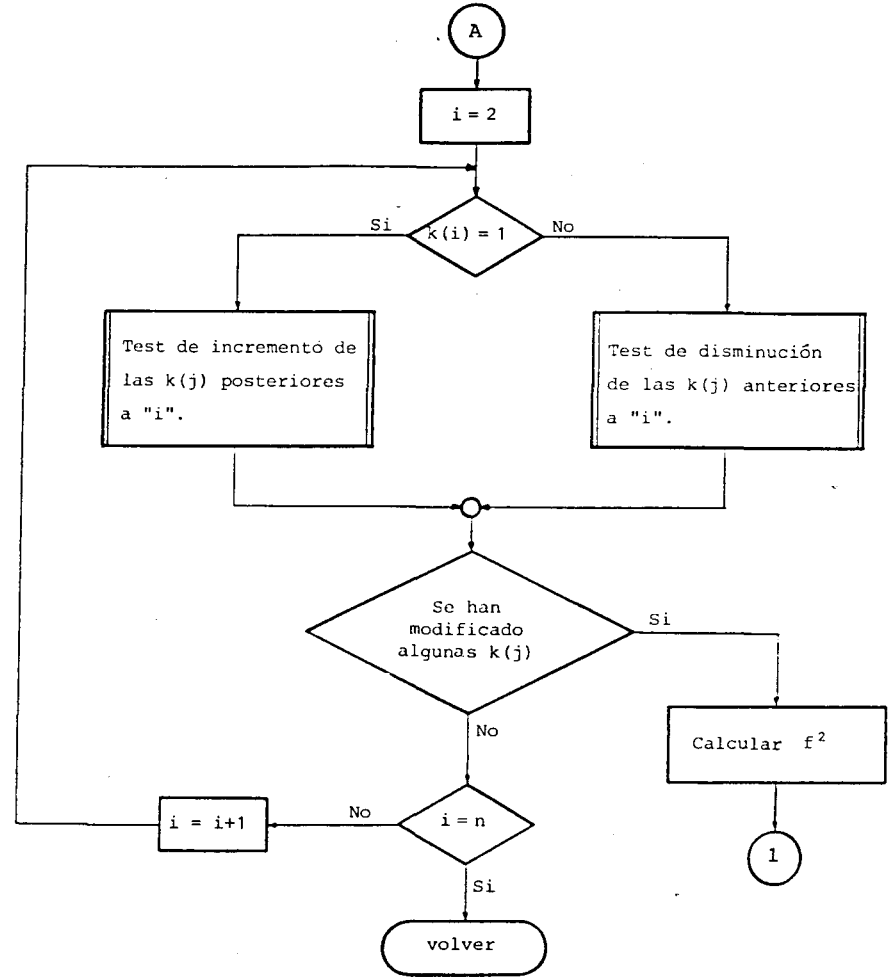 A
i = 2
Si
k(i) = 1
No
Test de incremento de
las k(j) posteriores
a "i".
Test de disminución
de las k(j) anteriores
a "i".
Se han
modificado
algunas k(j)
Si
No
Calcular f²
i = i+1
No
i = n
1
Si
volver